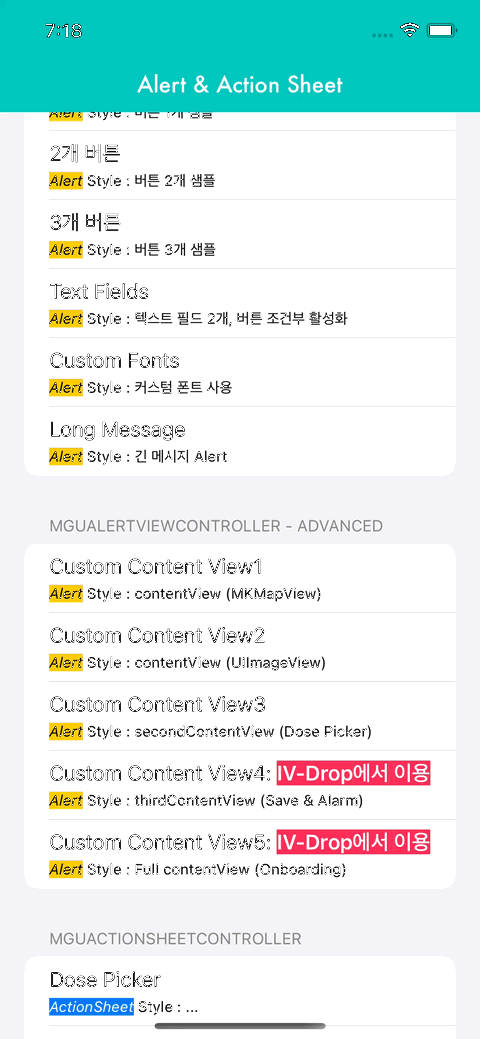 7:18
Alert & Action Sheet
Alert Style : 버튼 1개 샘플
2개 버튼
Alert Style : 버튼 2개 샘플
3개 버튼
Alert Style : 버튼 3개 샘플
Text Fields
Alert Style : 텍스트 필드 2개, 버튼 조건부 활성화
Custom Fonts
Alert Style : 커스텀 폰트 사용
Long Message
Alert Style : 긴 메시지 Alert
MGUALERTVIEWCONTROLLER - ADVANCED
Custom Content View1
Alert Style : contentView (MKMapView)
Custom Content View2
Alert Style : contentView (UIImageView)
Custom Content View3
Alert Style : secondContentView (Dose Picker)
Custom Content View4: IV-Drop에서 이용
Alert Style : thirdContentView (Save & Alarm)
Custom Content View5: IV-Drop에서 이용
Alert Style : Full contentView (Onboarding)
MGUACTIONSHEETCONTROLLER
Dose Picker
ActionSheet Style : ...